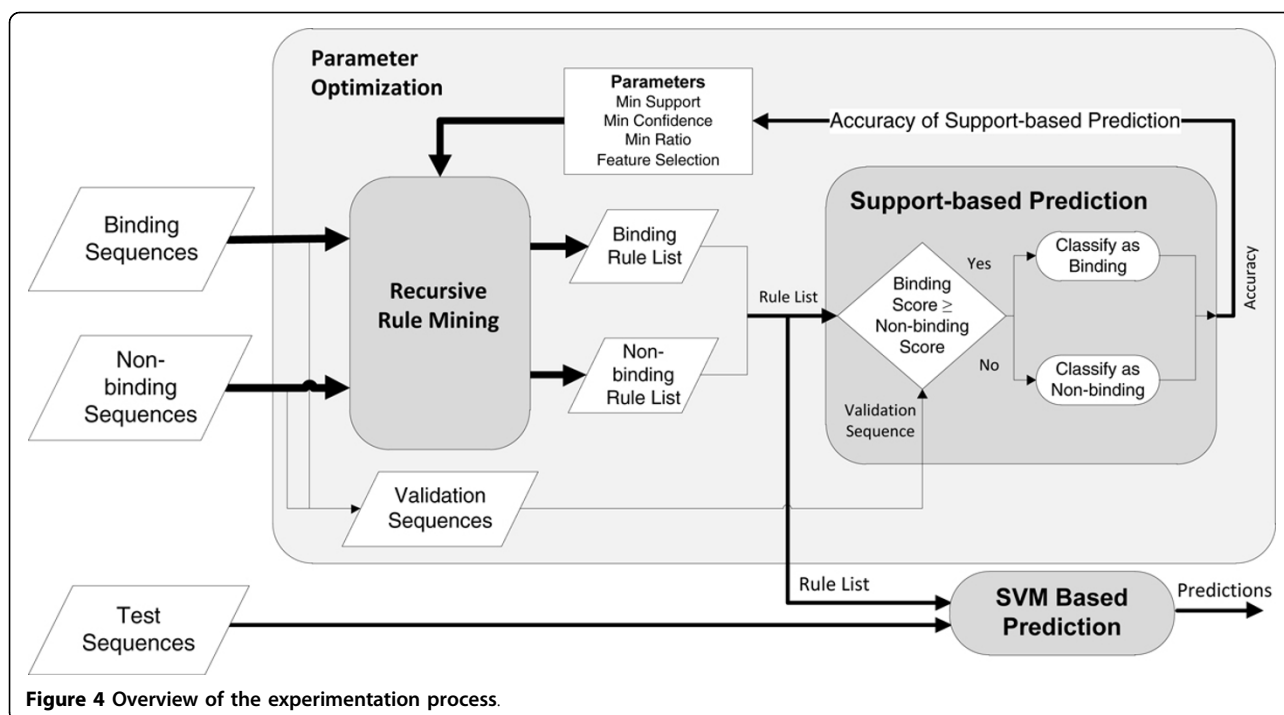 Parameter
Optimization
Parameters
Min Support
Min Confidence
Min Ratio
Feature Selection
Accuracy of Support-based Prediction
Binding
Sequences
Non-
binding
Sequences
Recursive
Rule Mining
Binding
Rule List
Non-
binding
Rule List
Rule List
Support-based Prediction
Binding
Score ≥
Non-binding
Score
Yes
No
Classify as
Binding
Classify as
Non-binding
Accuracy
Validation
Sequence
Validation
Sequences
Test
Sequences
Rule List
SVM Based
Prediction
Predictions
Figure 4 Overview of the experimentation process.